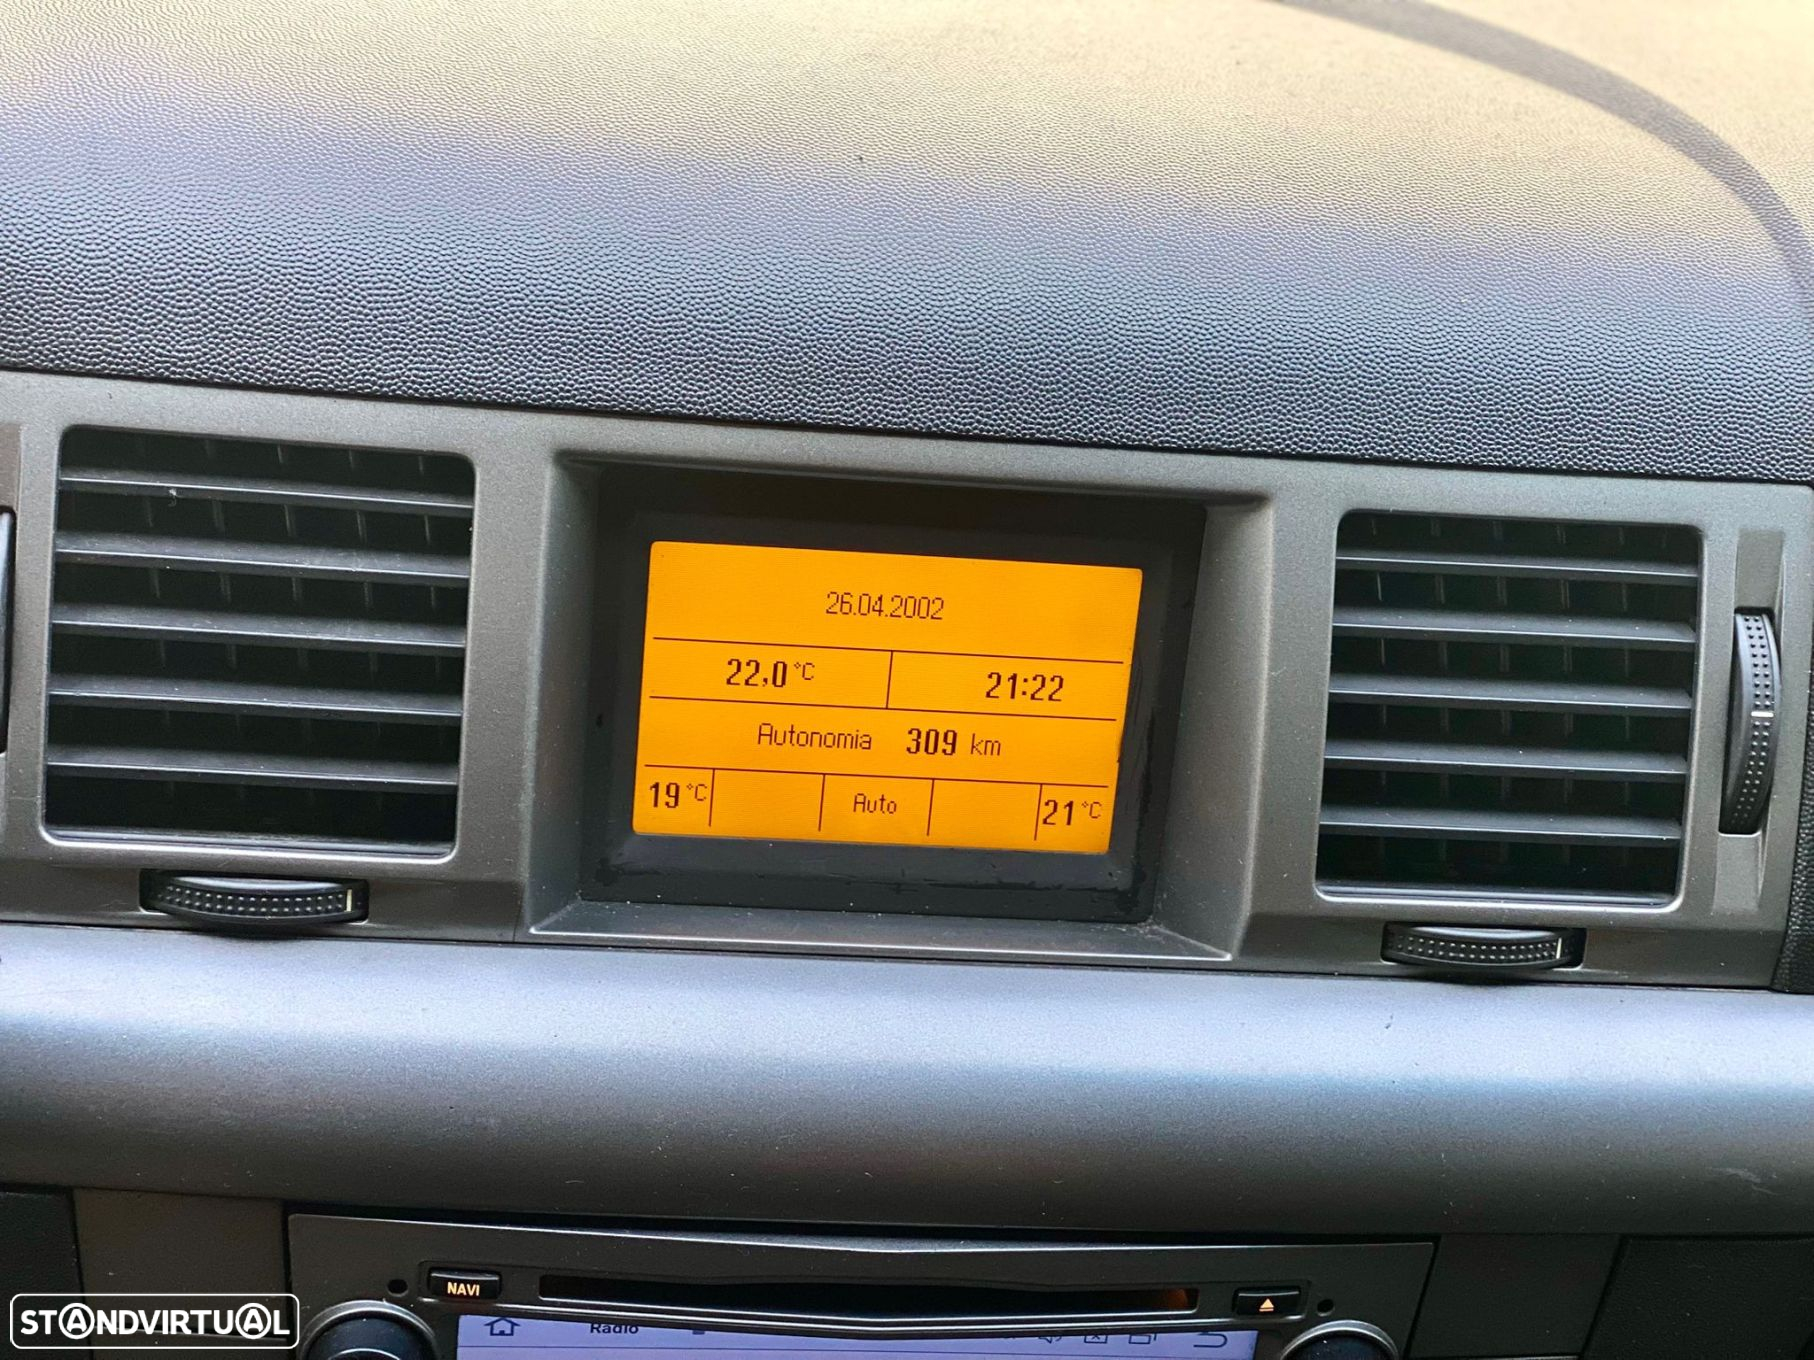 26.04.2002
22,0 °C 21:22
Autonomia 309 km
19 °C Auto 21 °C
NAVI
Radio
STANDVIRTUAL